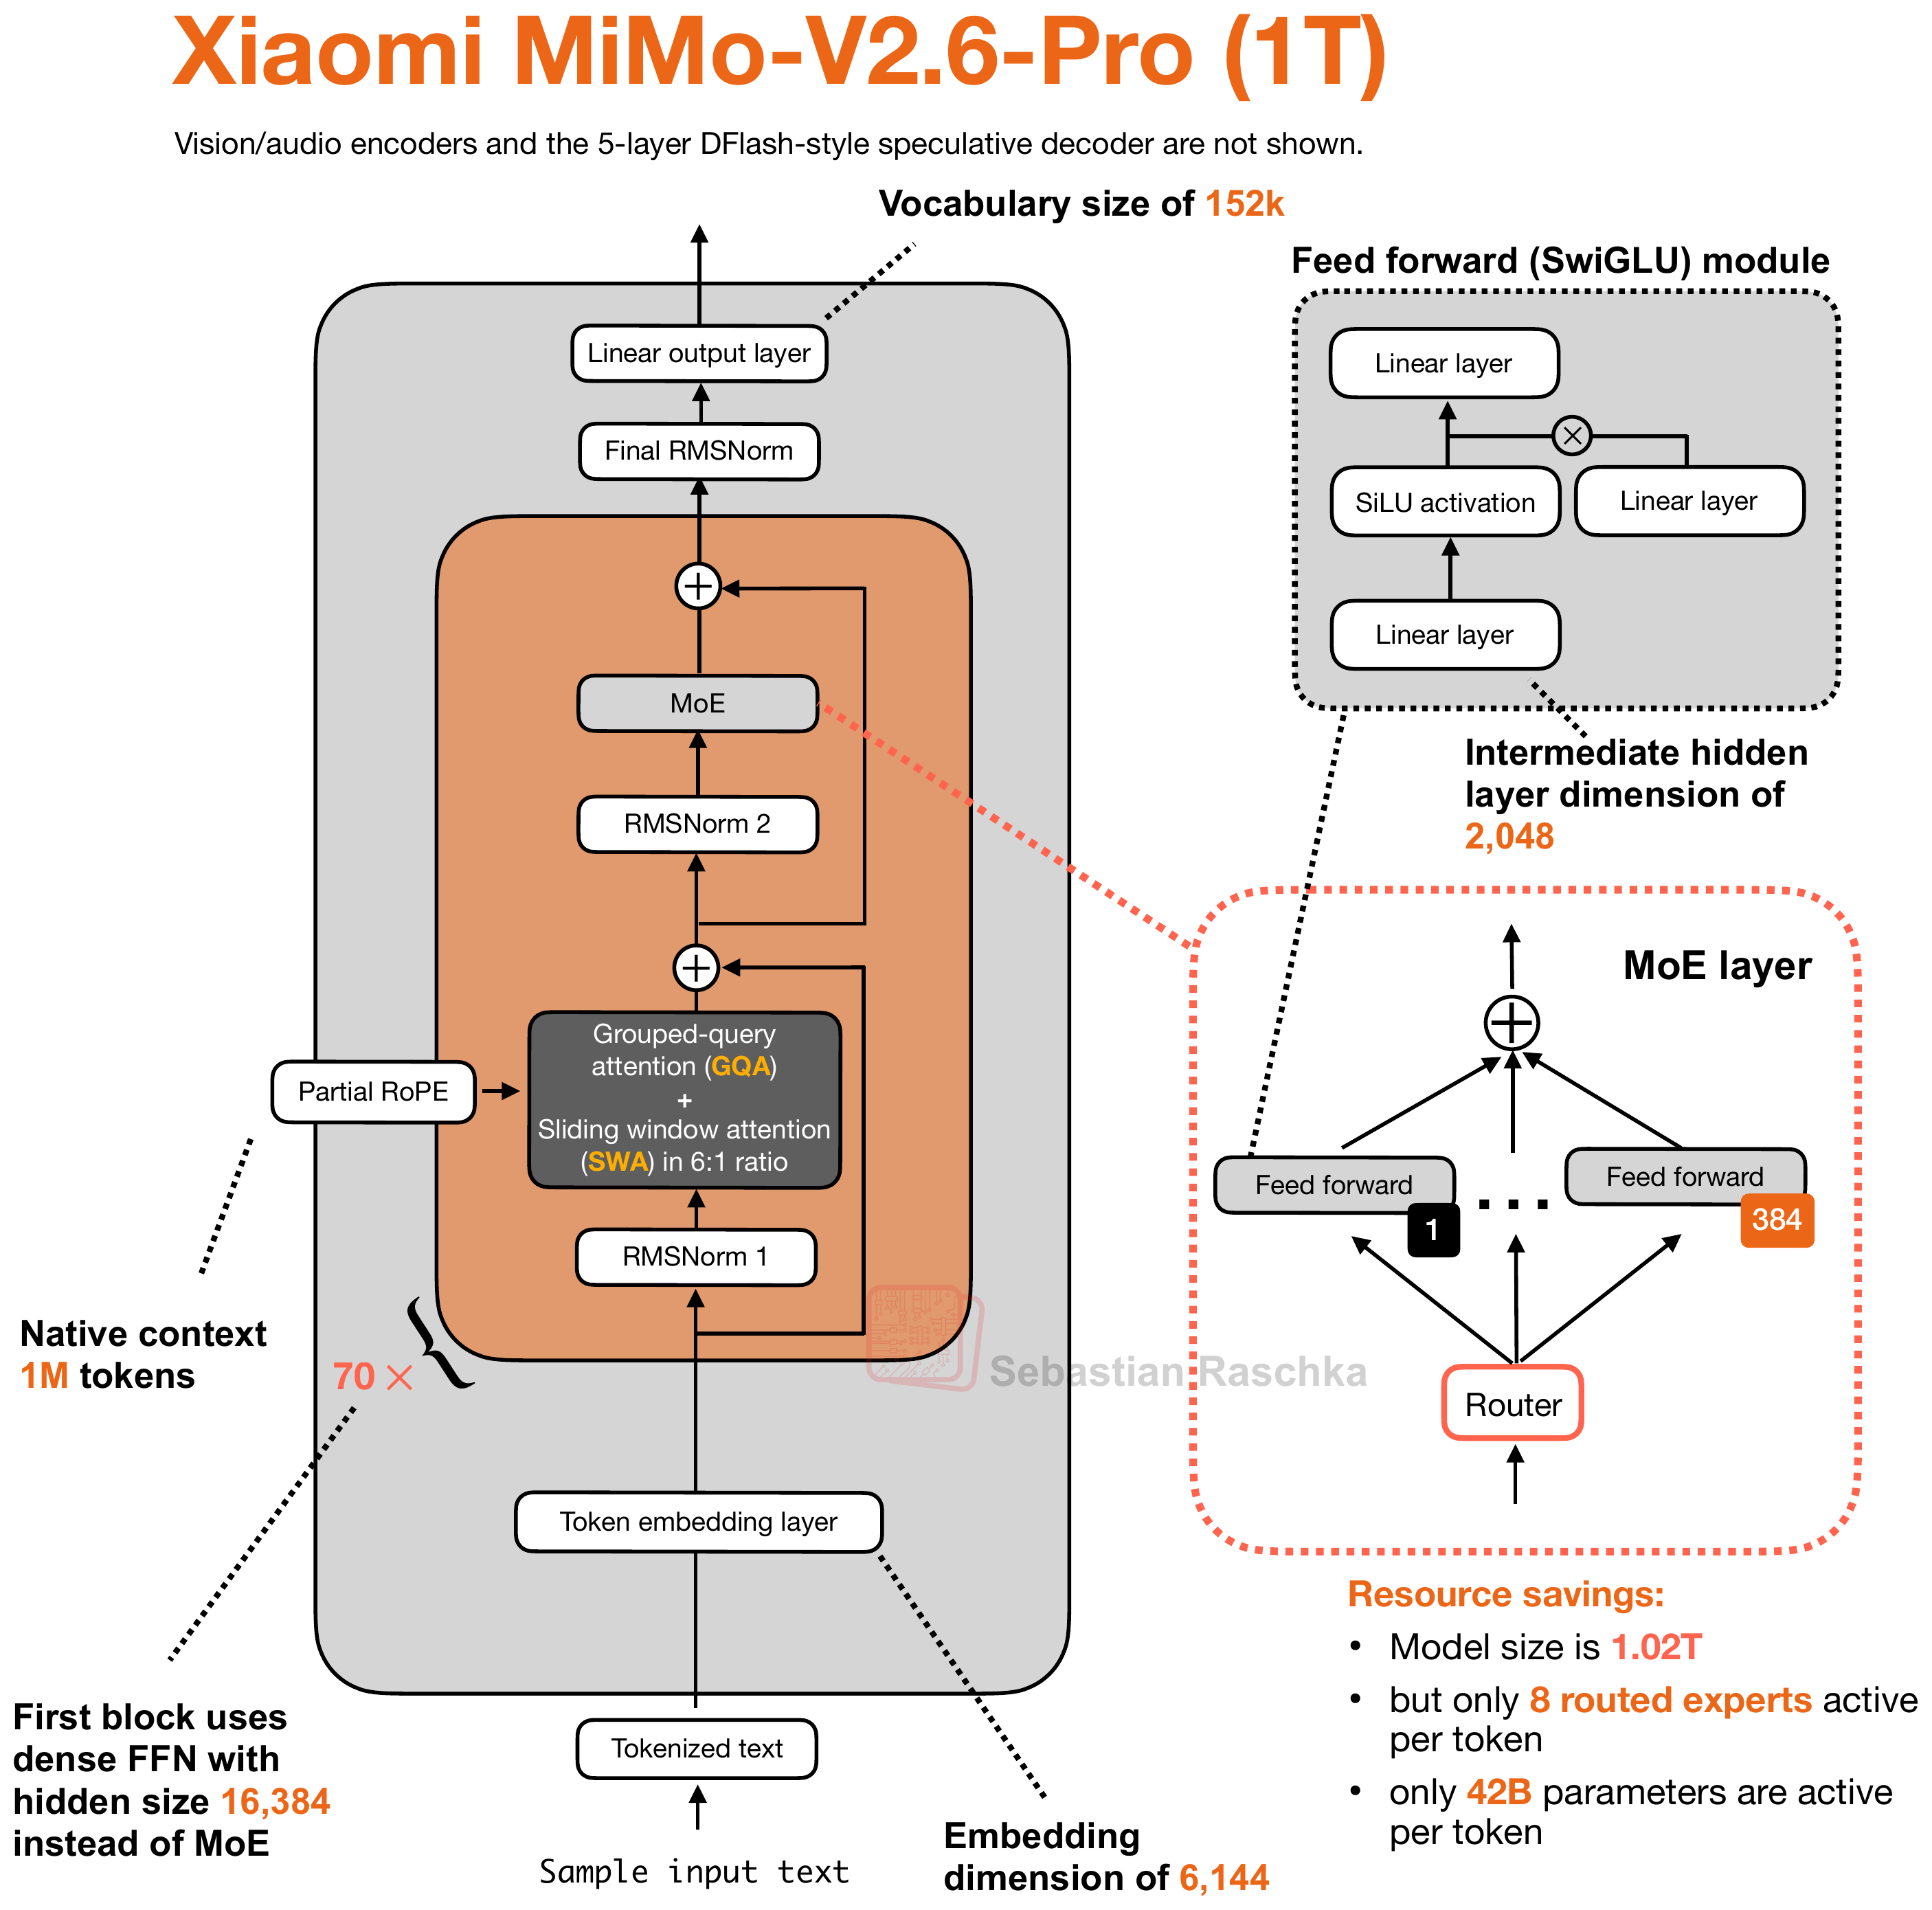 Xiaomi MiMo-V2.6-Pro (1T)
Vision/audio encoders and the 5-layer DFlash-style speculative decoder are not shown.
Vocabulary size of 152k
Linear output layer
Final RMSNorm
MoE
RMSNorm 2
Grouped-query
attention (GQA)
+
Sliding window attention
(SWA) in 6:1 ratio
Partial RoPE
RMSNorm 1
Native context
1M tokens
70 ×
Token embedding layer
First block uses
dense FFN with
hidden size 16,384
instead of MoE
Tokenized text
Sample input text
Embedding
dimension of 6,144
Sebastian Raschka
Feed forward (SwiGLU) module
Linear layer
SiLU activation
Linear layer
Linear layer
Intermediate hidden
layer dimension of
2,048
MoE layer
Feed forward
1
...
Feed forward
384
Router
Resource savings:
• Model size is 1.02T
• but only 8 routed experts active
per token
• only 42B parameters are active
per token